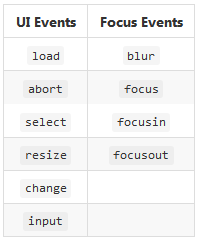 UI Events Focus Events
load blur
abort focus
select focusin
resize focusout
change
input